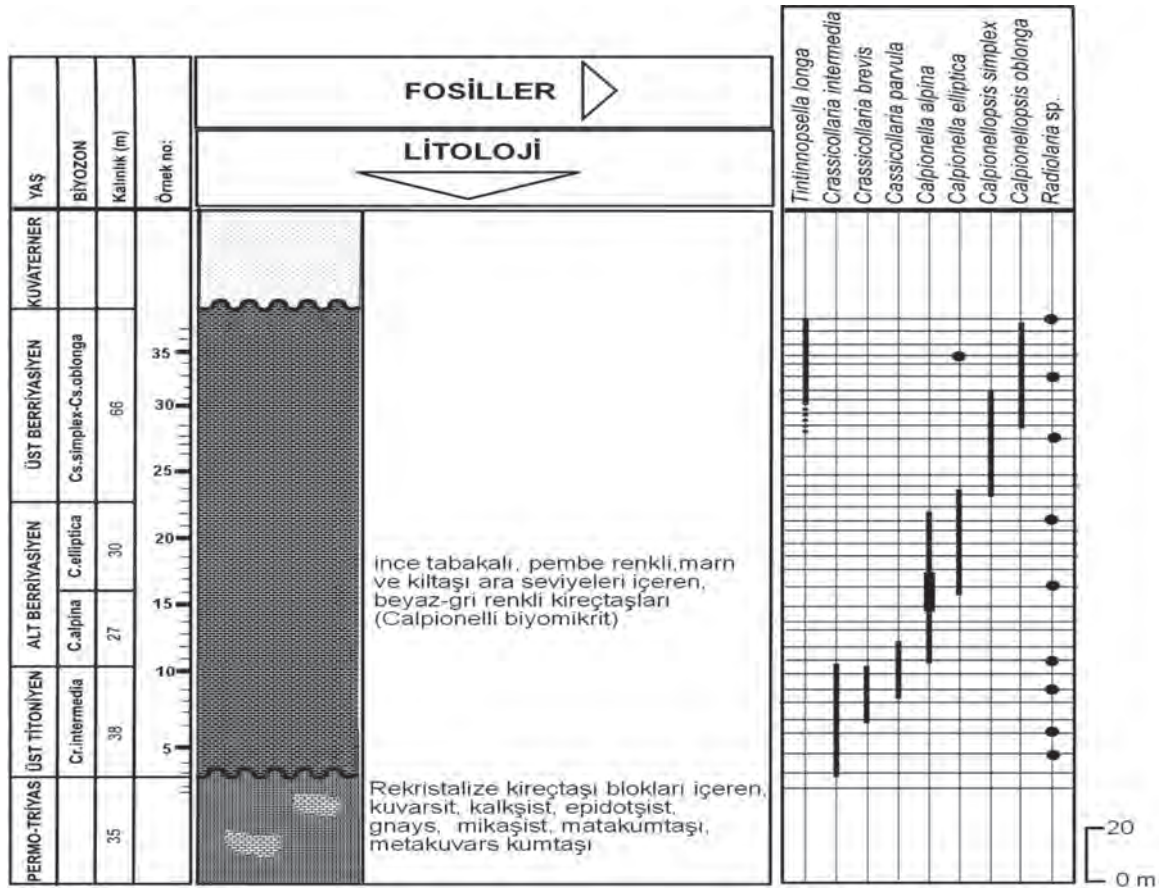 FOSİLLER
LİTOLOJİ
YAŞ
BİYOZON
Kalınlık (m)
Örnek no:
Tintinnopsella longa
Crassicollaria intermedia
Crassicollaria brevis
Cassicollaria parvula
Calpionella alpina
Calpionella elliptica
Calpionellopsis simplex
Calpionellopsis oblonga
Radiolaria sp.
KUVATERNER
ÜST BERRİYASİYEN
Cs.simplex-Cs.oblonga
66
35
30
25
ALT BERRİYASİYEN
C.elliptica
30
C.alpina
27
20
15
ince tabakalı, pembe renkli,marn
ve kiltaşı ara seviyeleri içeren,
beyaz-gri renkli kireçtaşları
(Calpionelli biyomikrit)
ÜST TİTONİYEN
Cr.intermedia
38
10
5
PERMO-TRİYAS
35
Rekristalize kireçtaşı blokları içeren,
kuvarsit, kalkşist, epidotşist,
gnays, mikaşist, matakumtaşı,
metakuvars kumtaşı
20
0 m